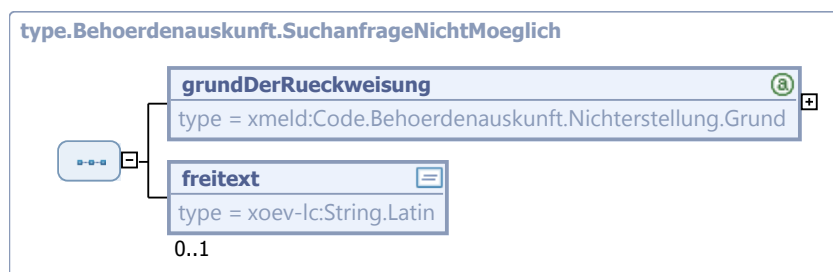 type.Behoerdenauskunft.SuchanfrageNichtMoeglich
grundDerRueckweisung
type = xmeld:Code.Behoerdenauskunft.Nichterstellung.Grund
freitext
type = xoev-lc:String.Latin
0..1